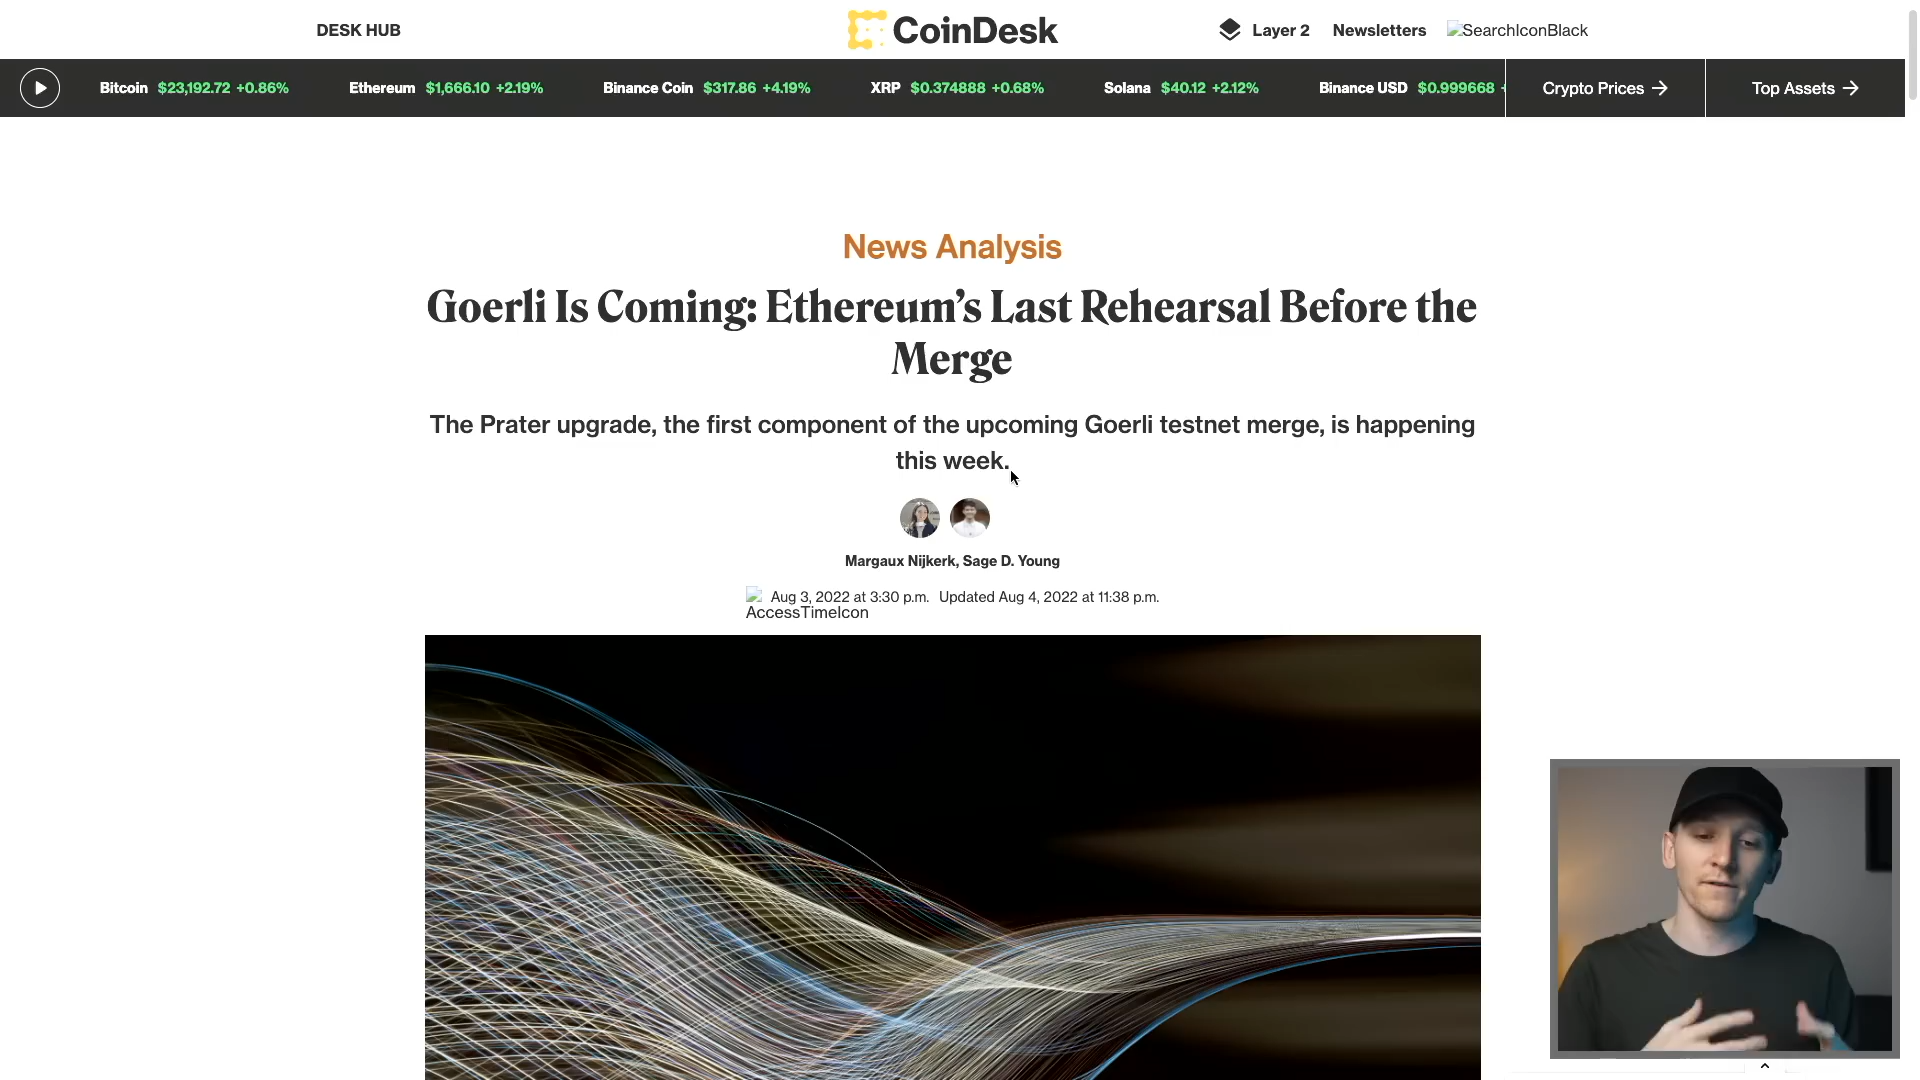 DESK HUB
CoinDesk
Layer 2
Newsletters
SearchIconBlack
Bitcoin $23,192.72 +0.86%
Ethereum $1,666.10 +2.19%
Binance Coin $317.86 +4.19%
XRP $0.374888 +0.68%
Solana $40.12 +2.12%
Binance USD $0.999668 +
Crypto Prices →
Top Assets →
News Analysis
Goerli Is Coming: Ethereum’s Last Rehearsal Before the
Merge
The Prater upgrade, the first component of the upcoming Goerli testnet merge, is happening
this week.
Margaux Nijkerk, Sage D. Young
Aug 3, 2022 at 3:30 p.m. Updated Aug 4, 2022 at 11:38 p.m.
AccessTimeIcon